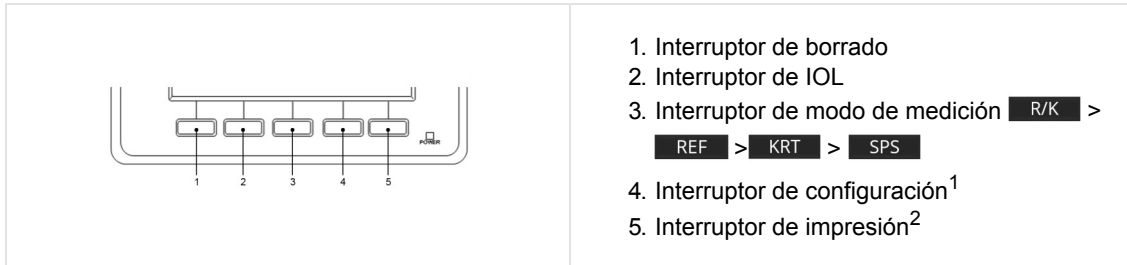 POWER
1 2 3 4 5
1. Interruptor de borrado
2. Interruptor de IOL
3. Interruptor de modo de medición R/K >
REF > KRT > SPS
4. Interruptor de configuración1
5. Interruptor de impresión2